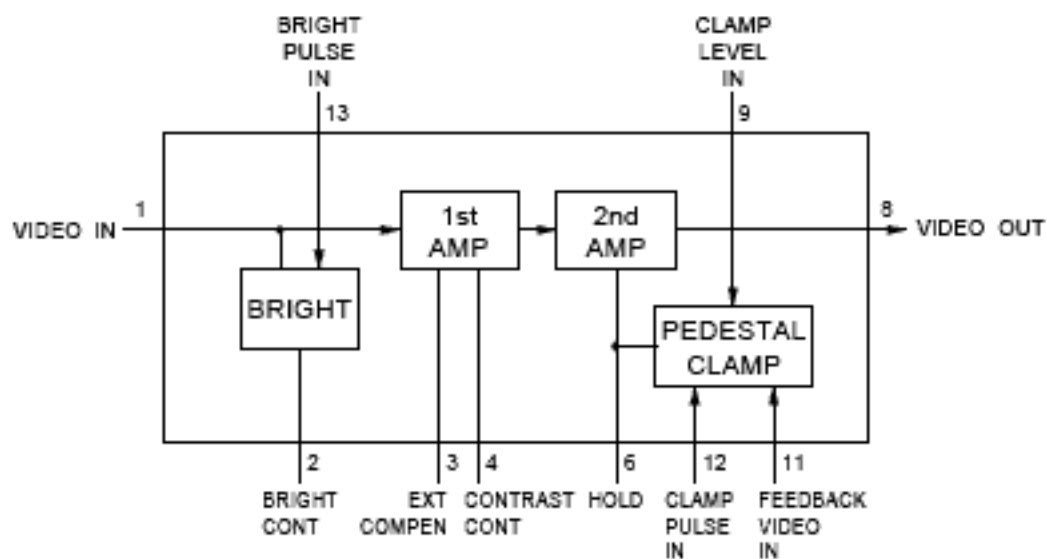 BRIGHT
PULSE
IN
CLAMP
LEVEL
IN
13
9
1
VIDEO IN
1st
AMP
2nd
AMP
8
VIDEO OUT
BRIGHT
PEDESTAL
CLAMP
2
3
4
6
12
11
BRIGHT
CONT
EXT
COMPEN
CONTRAST
CONT
HOLD
CLAMP
PULSE
IN
FEEDBACK
VIDEO
IN